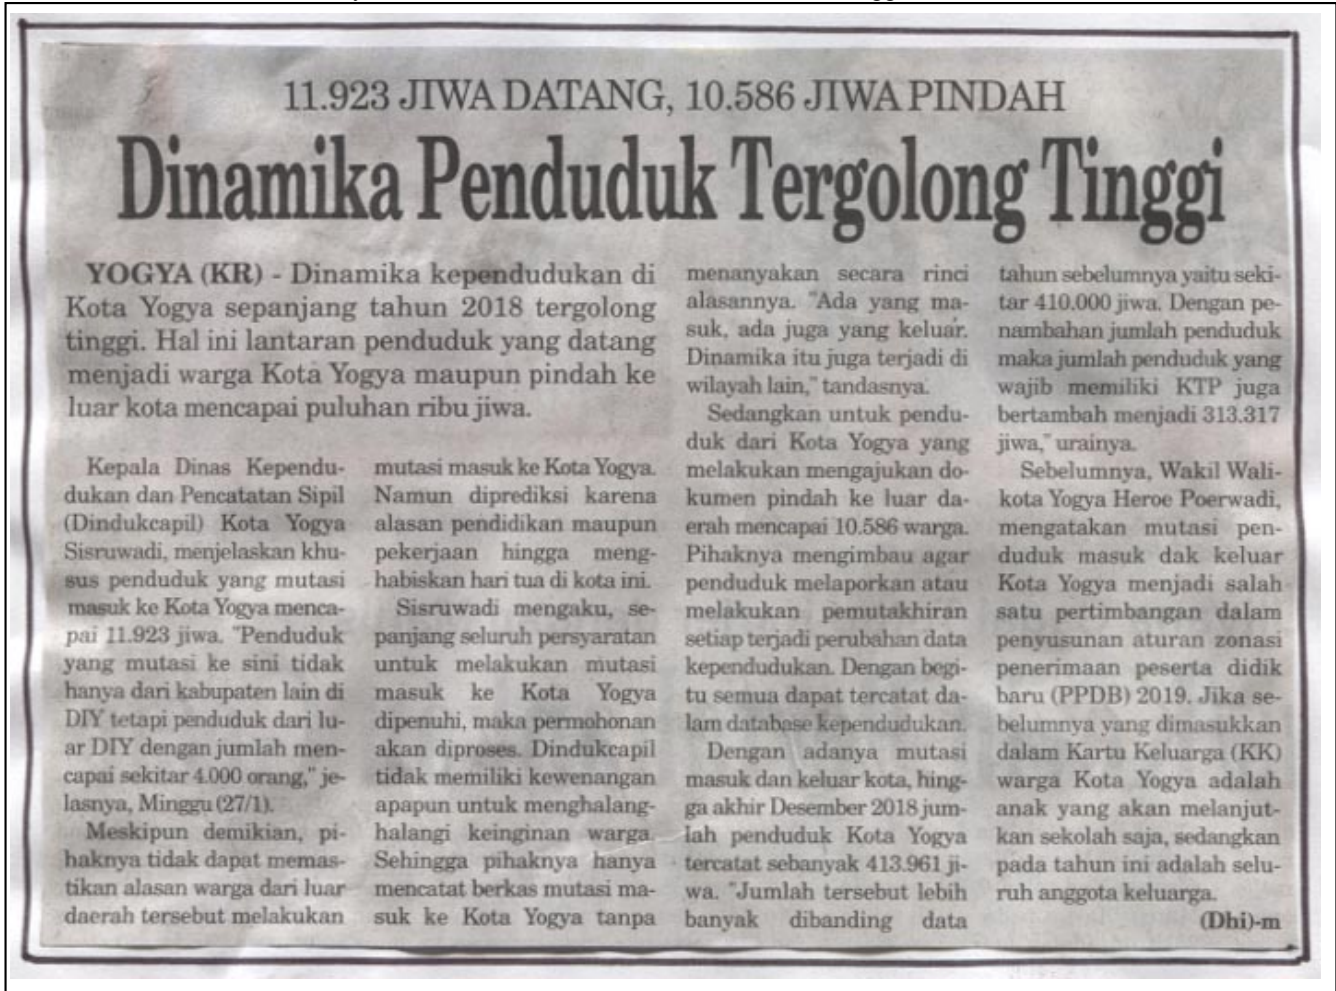 11.923 JIWA DATANG, 10.586 JIWA PINDAH
Dinamika Penduduk Tergolong Tinggi
YOGYA (KR) - Dinamika kependudukan di
Kota Yogya sepanjang tahun 2018 tergolong
tinggi. Hal ini lantaran penduduk yang datang
menjadi warga Kota Yogya maupun pindah ke
luar kota mencapai puluhan ribu jiwa.
Kepala Dinas Kependu-
dukan dan Pencatatan Sipil
(Dindukcapil) Kota Yogya
Sisruwadi, menjelaskan khu-
sus penduduk yang mutasi
masuk ke Kota Yogya menca-
pai 11.923 jiwa. "Penduduk
yang mutasi ke sini tidak
hanya dari kabupaten lain di
DIY tetapi penduduk dari lu-
ar DIY dengan jumlah men-
capai sekitar 4.000 orang," je-
lasnya, Minggu (27/1).
Meskipun demikian, pi-
haknya tidak dapat memas-
tikan alasan warga dari luar
daerah tersebut melakukan
mutasi masuk ke Kota Yogya.
Namun diprediksi karena
alasan pendidikan maupun
pekerjaan hingga meng-
habiskan hari tua di kota ini.
Sisruwadi mengaku, se-
panjang seluruh persyaratan
untuk melakukan mutasi
masuk ke Kota Yogya
dipenuhi, maka permohonan
akan diproses. Dindukcapil
tidak memiliki kewenangan
apapun untuk menghalang-
halangi keinginan warga.
Sehingga pihaknya hanya
mencatat berkas mutasi ma-
suk ke Kota Yogya tanpa
menanyakan secara rinci
alasannya. "Ada yang ma-
suk, ada juga yang keluar.
Dinamika itu juga terjadi di
wilayah lain," tandasnya.
Sedangkan untuk pendu-
duk dari Kota Yogya yang
melakukan mengajukan do-
kumen pindah ke luar da-
erah mencapai 10.586 warga.
Pihaknya mengimbau agar
penduduk melaporkan atau
melakukan pemutakhiran
setiap terjadi perubahan data
kependudukan. Dengan begi-
tu semua dapat tercatat da-
lam database kependudukan.
Dengan adanya mutasi
masuk dan keluar kota, hing-
ga akhir Desember 2018 jum-
lah penduduk Kota Yogya
tercatat sebanyak 413.961 ji-
wa. "Jumlah tersebut lebih
banyak dibanding data
tahun sebelumnya yaitu seki-
tar 410.000 jiwa. Dengan pe-
nambahan jumlah penduduk
maka jumlah penduduk yang
wajib memiliki KTP juga
bertambah menjadi 313.317
jiwa," urainya.
Sebelumnya, Wakil Wali-
kota Yogya Heroe Poerwadi,
mengatakan mutasi pen-
duduk masuk dak keluar
Kota Yogya menjadi salah
satu pertimbangan dalam
penyusunan aturan zonasi
penerimaan peserta didik
baru (PPDB) 2019. Jika se-
belumnya yang dimasukkan
dalam Kartu Keluarga (KK)
warga Kota Yogya adalah
anak yang akan melanjut-
kan sekolah saja, sedangkan
pada tahun ini adalah selu-
ruh anggota keluarga.
(Dhi)-m